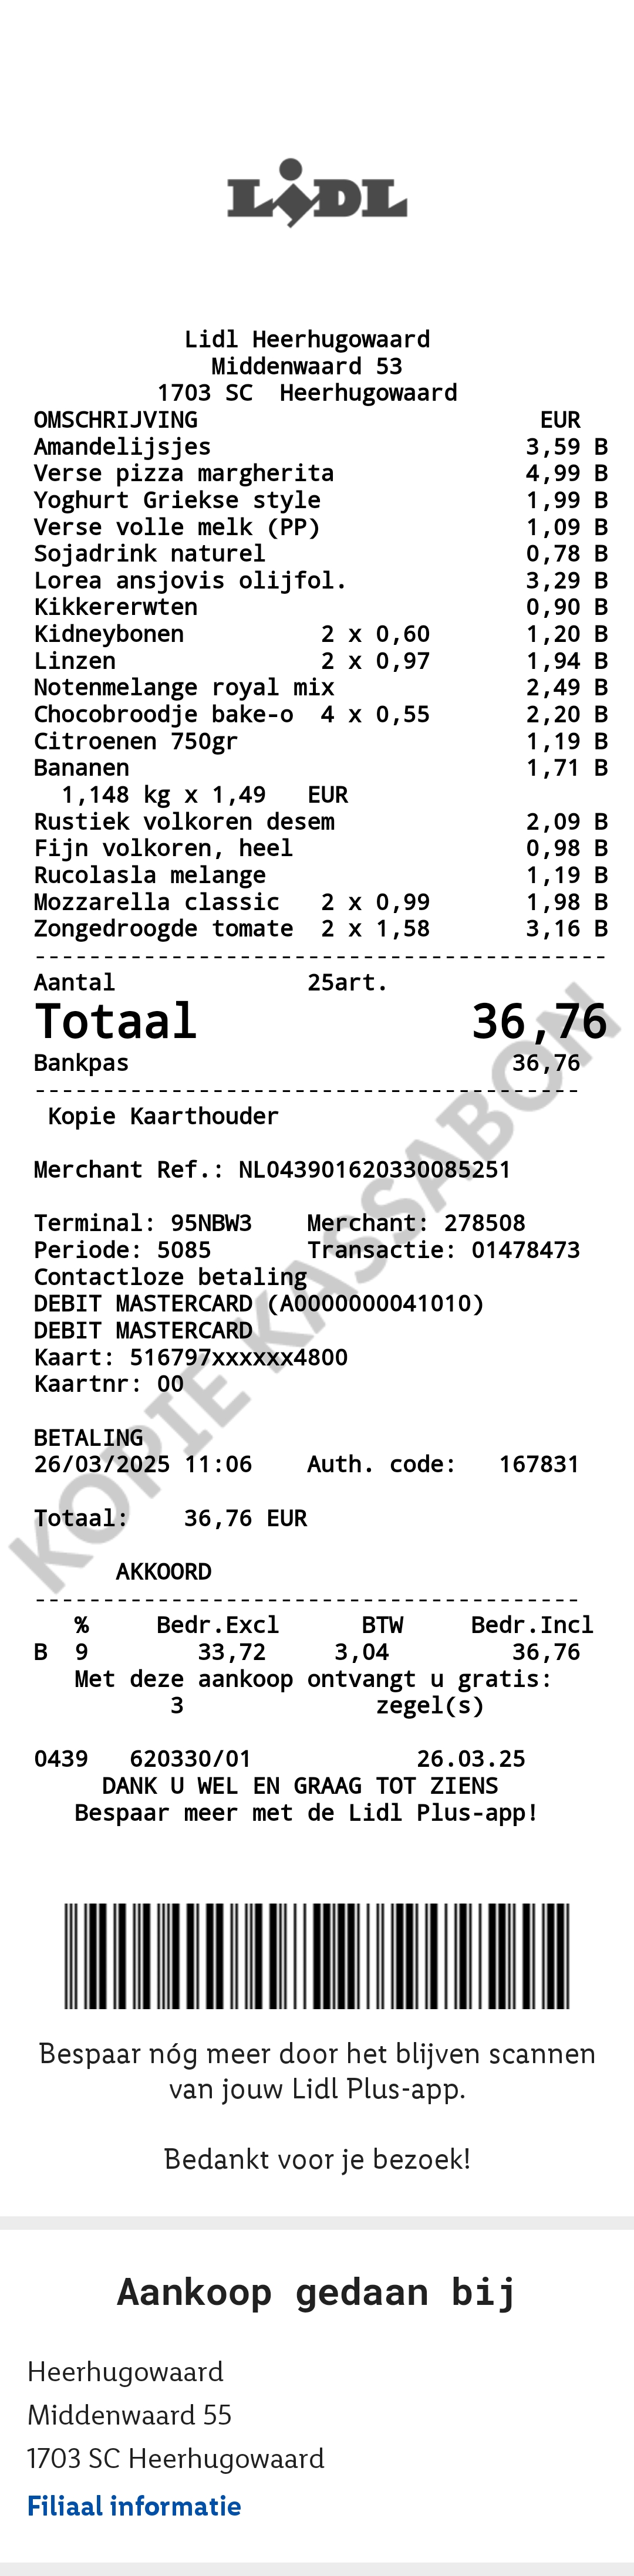 LIDL
Lidl Heerhugowaard
Middenwaard 53
1703 SC  Heerhugowaard
OMSCHRIJVING EUR
Amandelijsjes 3,59 B
Verse pizza margherita 4,99 B
Yoghurt Griekse style 1,99 B
Verse volle melk (PP) 1,09 B
Sojadrink naturel 0,78 B
Lorea ansjovis olijfol. 3,29 B
Kikkererwten 0,90 B
Kidneybonen 2 x 0,60 1,20 B
Linzen 2 x 0,97 1,94 B
Notenmelange royal mix 2,49 B
Chocobroodje bake-o 4 x 0,55 2,20 B
Citroenen 750gr 1,19 B
Bananen 1,71 B
1,148 kg x 1,49 EUR
Rustiek volkoren desem 2,09 B
Fijn volkoren, heel 0,98 B
Rucolasla melange 1,19 B
Mozzarella classic 2 x 0,99 1,98 B
Zongedroogde tomate 2 x 1,58 3,16 B
------------------------------------------
Aantal 25art.
Totaal 36,76
Bankpas 36,76
----------------------------------------
Kopie Kaarthouder
Merchant Ref.: NL043901620330085251
Terminal: 95NBW3 Merchant: 278508
Periode: 5085 Transactie: 01478473
Contactloze betaling
DEBIT MASTERCARD (A0000000041010)
DEBIT MASTERCARD
Kaart: 516797xxxxxx4800
Kaartnr: 00
BETALING
26/03/2025 11:06 Auth. code: 167831
Totaal: 36,76 EUR
AKKOORD
----------------------------------------
% Bedr.Excl BTW Bedr.Incl
B 9 33,72 3,04 36,76
Met deze aankoop ontvangt u gratis:
3 zegel(s)
0439 620330/01 26.03.25
DANK U WEL EN GRAAG TOT ZIENS
Bespaar meer met de Lidl Plus-app!
KOPIE KASSABON
Bespaar nóg meer door het blijven scannen
van jouw Lidl Plus-app.
Bedankt voor je bezoek!
Aankoop gedaan bij
Heerhugowaard
Middenwaard 55
1703 SC Heerhugowaard
Filiaal informatie